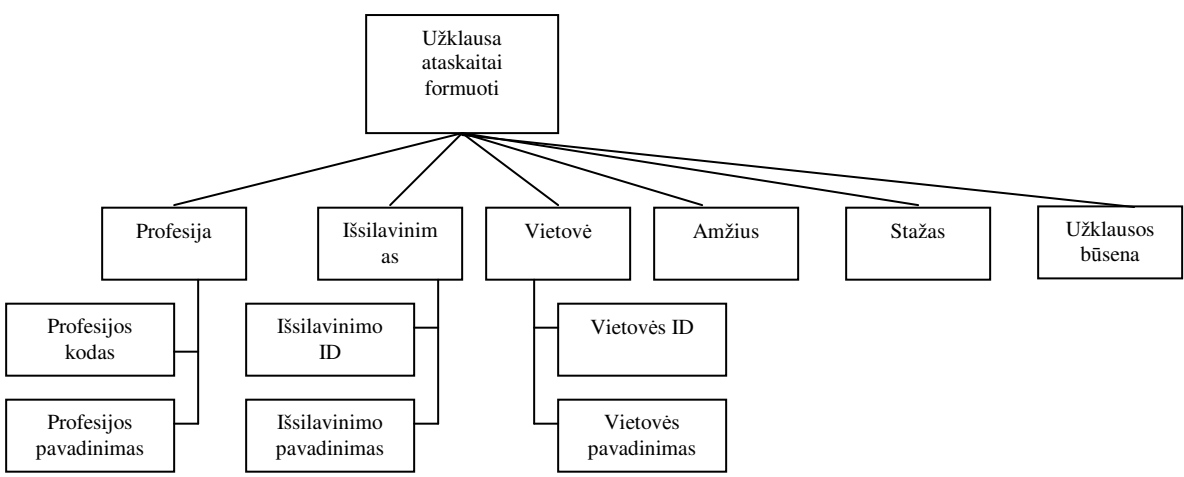 Užklausa
ataskaitai
formuoti
Profesija
Išsilavinim
as
Vietovė
Amžius
Stažas
Užklausos
būsena
Profesijos
kodas
Išsilavinimo
ID
Vietovės ID
Profesijos
pavadinimas
Išsilavinimo
pavadinimas
Vietovės
pavadinimas